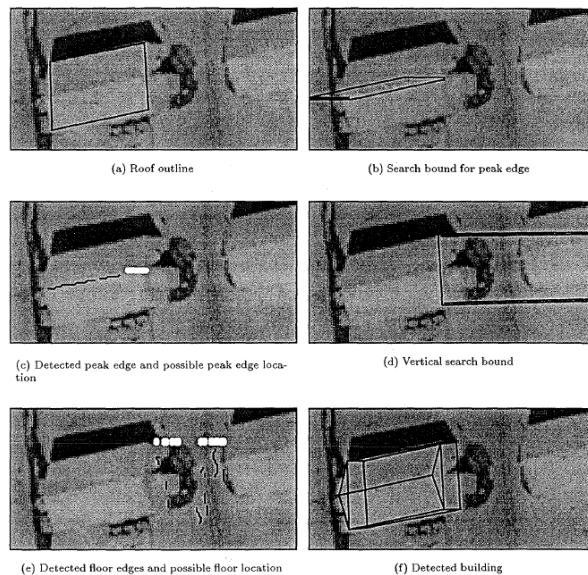 (a) Roof outline
(b) Search bound for peak edge
(c) Detected peak edge and possible peak edge loca-
tion
(d) Vertical search bound
(e) Detected floor edges and possible floor location
(f) Detected building